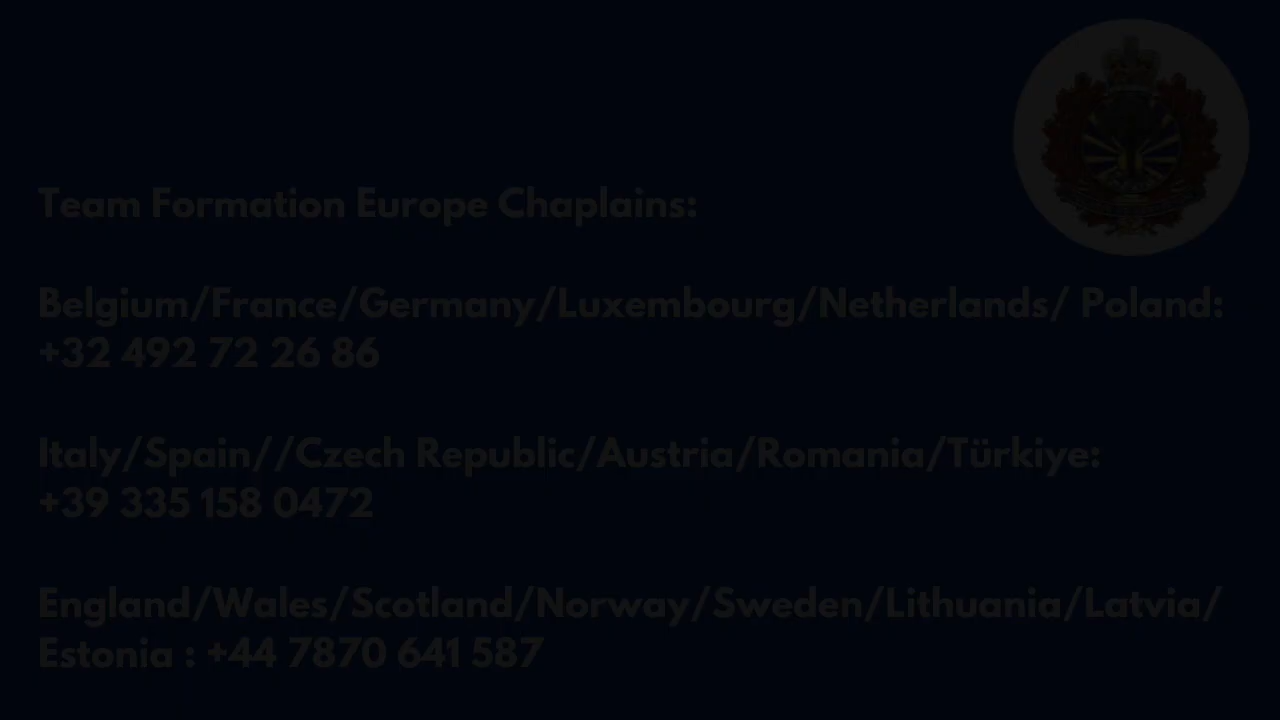 Team Formation Europe Chaplains:
Belgium/France/Germany/Luxembourg/Netherlands/ Poland:
+32 492 72 26 86
Italy/Spain//Czech Republic/Austria/Romania/Türkiye:
+39 335 158 0472
England/Wales/Scotland/Norway/Sweden/Lithuania/Latvia/
Estonia : +44 7870 641 587